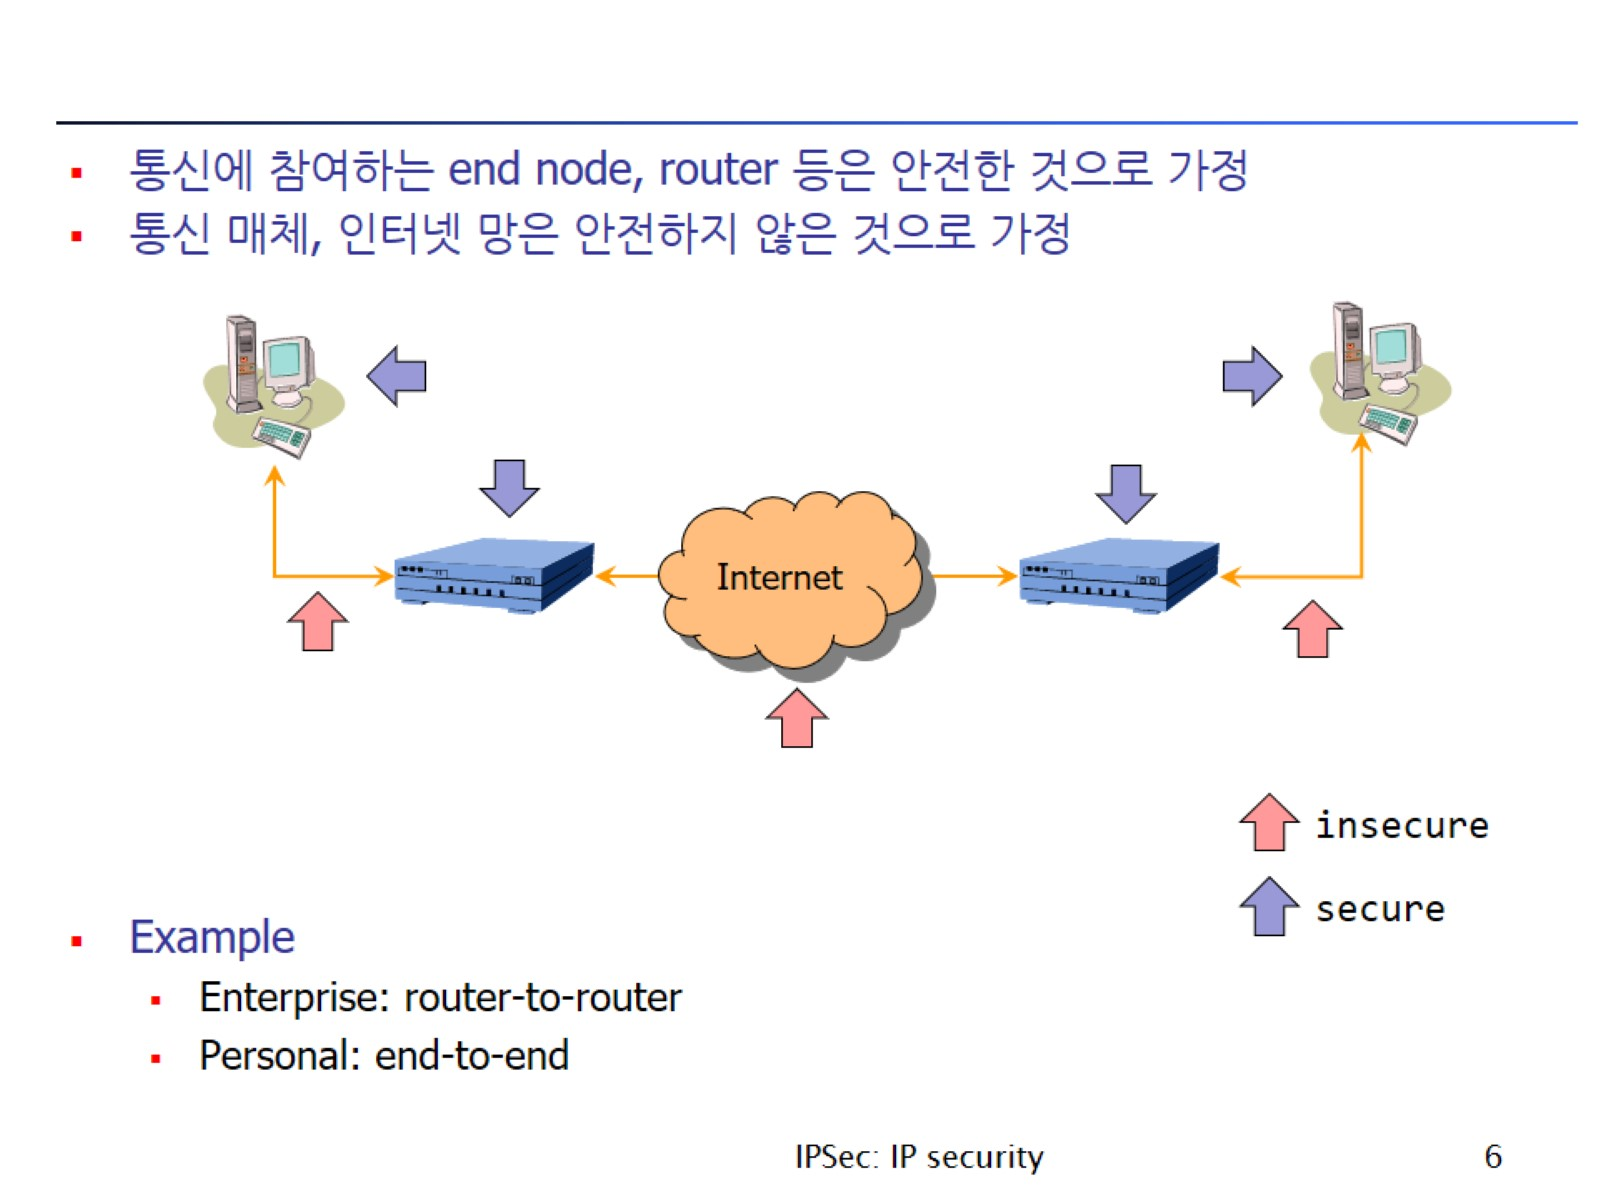 통신에 참여하는 end node, router 등은 안전한 것으로 가정
통신 매체, 인터넷 망은 안전하지 않은 것으로 가정
Internet
insecure
secure
Example
Enterprise: router-to-router
Personal: end-to-end
IPSec: IP security
6